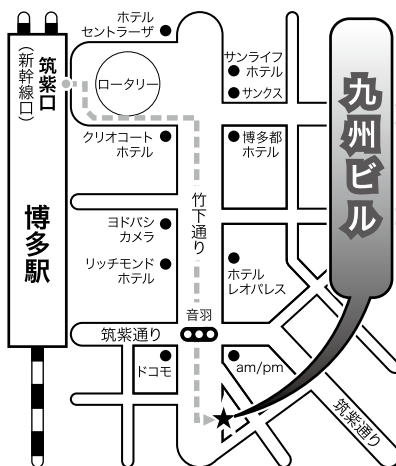 ホテル
セントラーザ
筑紫口
（新幹線口）
ロータリー
サンライフ
ホテル
サンクス
クリオコート
ホテル
博多都
ホテル
九州ビル
竹下通り
博多駅
ヨドバシ
カメラ
リッチモンド
ホテル
ホテル
レオパレス
音羽
筑紫通り
ドコモ
am/pm
筑紫通り